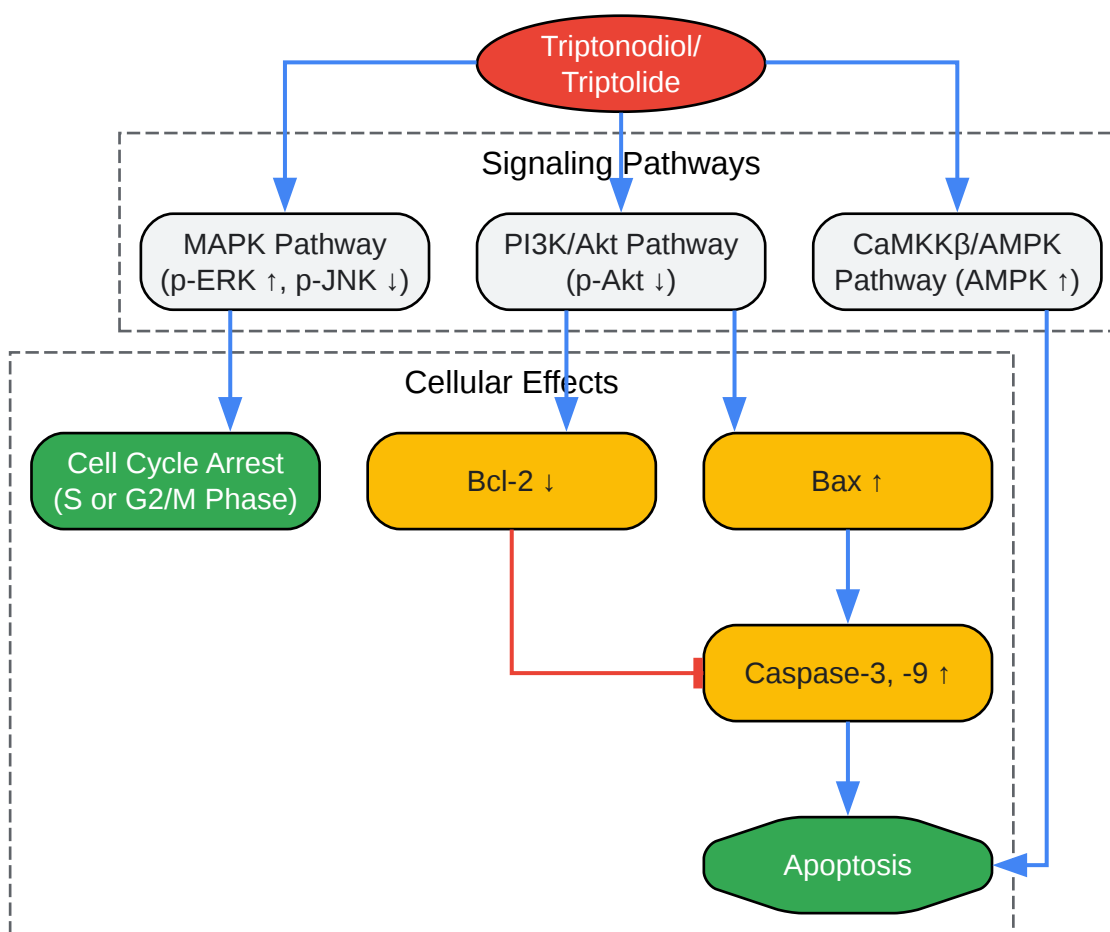 Triptonodiol/
Triptolide
Signaling Pathways
MAPK Pathway
(p-ERK ↑, p-JNK ↓)
PI3K/Akt Pathway
(p-Akt ↓)
CaMKKβ/AMPK
Pathway (AMPK ↑)
Cellular Effects
Cell Cycle Arrest
(S or G2/M Phase)
Bcl-2 ↓
Bax ↑
Caspase-3, -9 ↑
Apoptosis